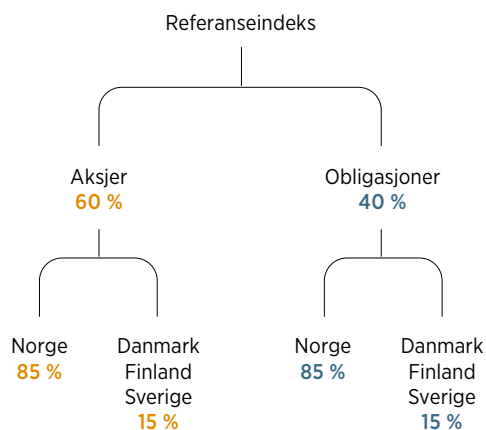 Referanseindeks
Aksjer
60 %
Obligasjoner
40 %
Norge
85 %
Danmark
Finland
Sverige
15 %
Norge
85 %
Danmark
Finland
Sverige
15 %